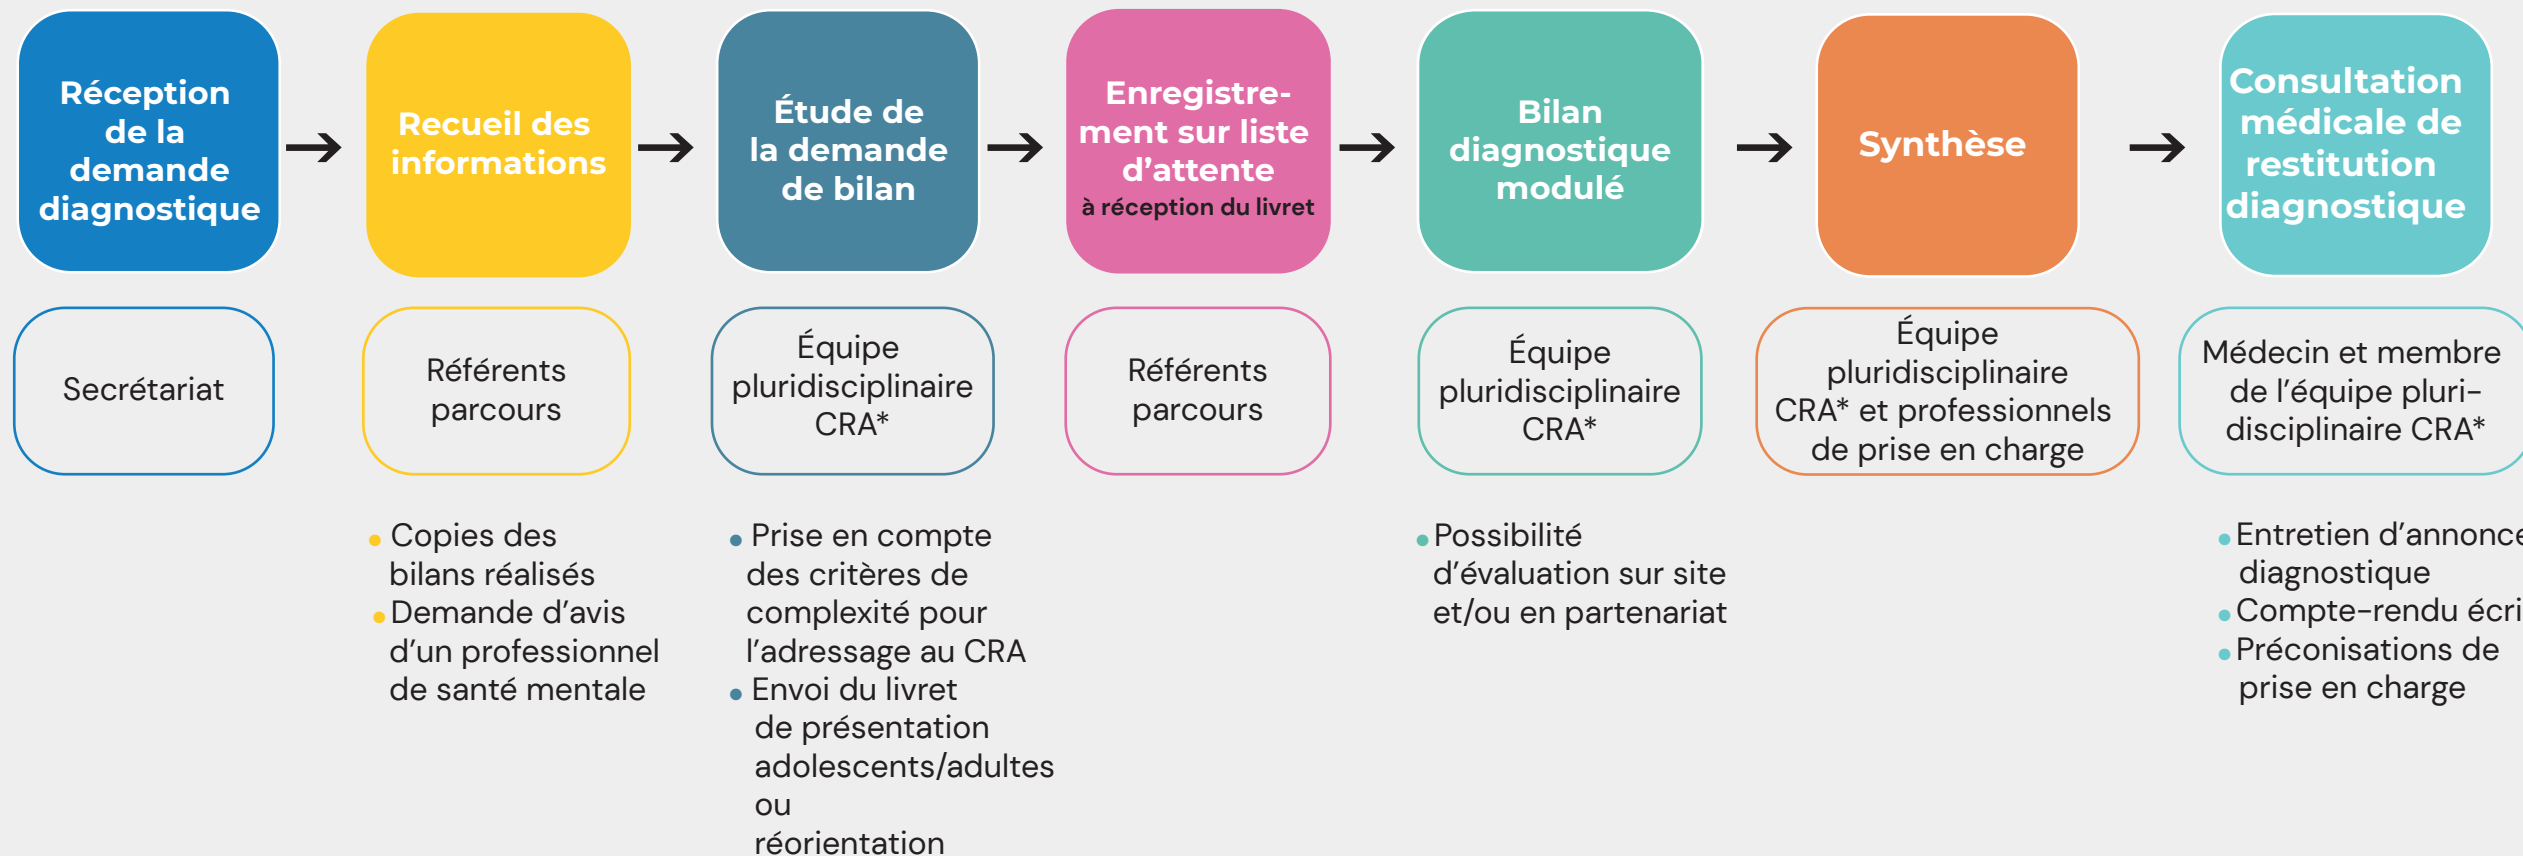 Réception
de la
demande
diagnostique
Recueil des
informations
Étude de
la demande
de bilan
Enregistre-
ment sur liste
d’attente
à réception du livret
Bilan
diagnostique
modulé
Synthèse
Consultation
médicale de
restitution
diagnostique
Secrétariat
Référents
parcours
Équipe
pluridisciplinaire
CRA*
Référents
parcours
Équipe
pluridisciplinaire
CRA*
Équipe
pluridisciplinaire
CRA* et professionnels
de prise en charge
Médecin et membre
de l’équipe pluri-
disciplinaire CRA*
• Copies des
bilans réalisés
• Demande d’avis
d’un professionnel
de santé mentale
• Prise en compte
des critères de
complexité pour
l’adressage au CRA
• Envoi du livret
de présentation
adolescents/adultes
ou
réorientation
• Possibilité
d’évaluation sur site
et/ou en partenariat
• Entretien d’annonce
diagnostique
• Compte-rendu écri
• Préconisations de
prise en charge